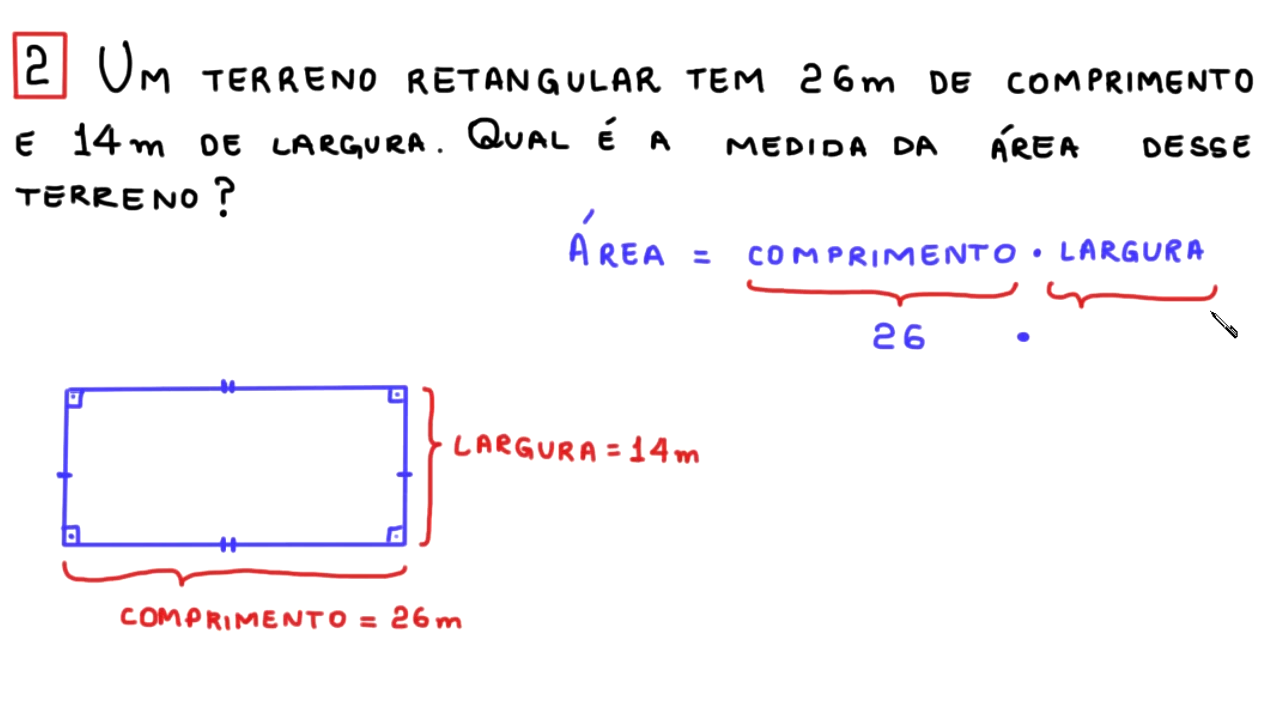 2 UM TERRENO RETANGULAR TEM 26m DE COMPRIMENTO
E 14m DE LARGURA. QUAL É A MEDIDA DA ÁREA DESSE
TERRENO?
ÁREA = COMPRIMENTO · LARGURA
26 ·
LARGURA = 14m
COMPRIMENTO = 26m